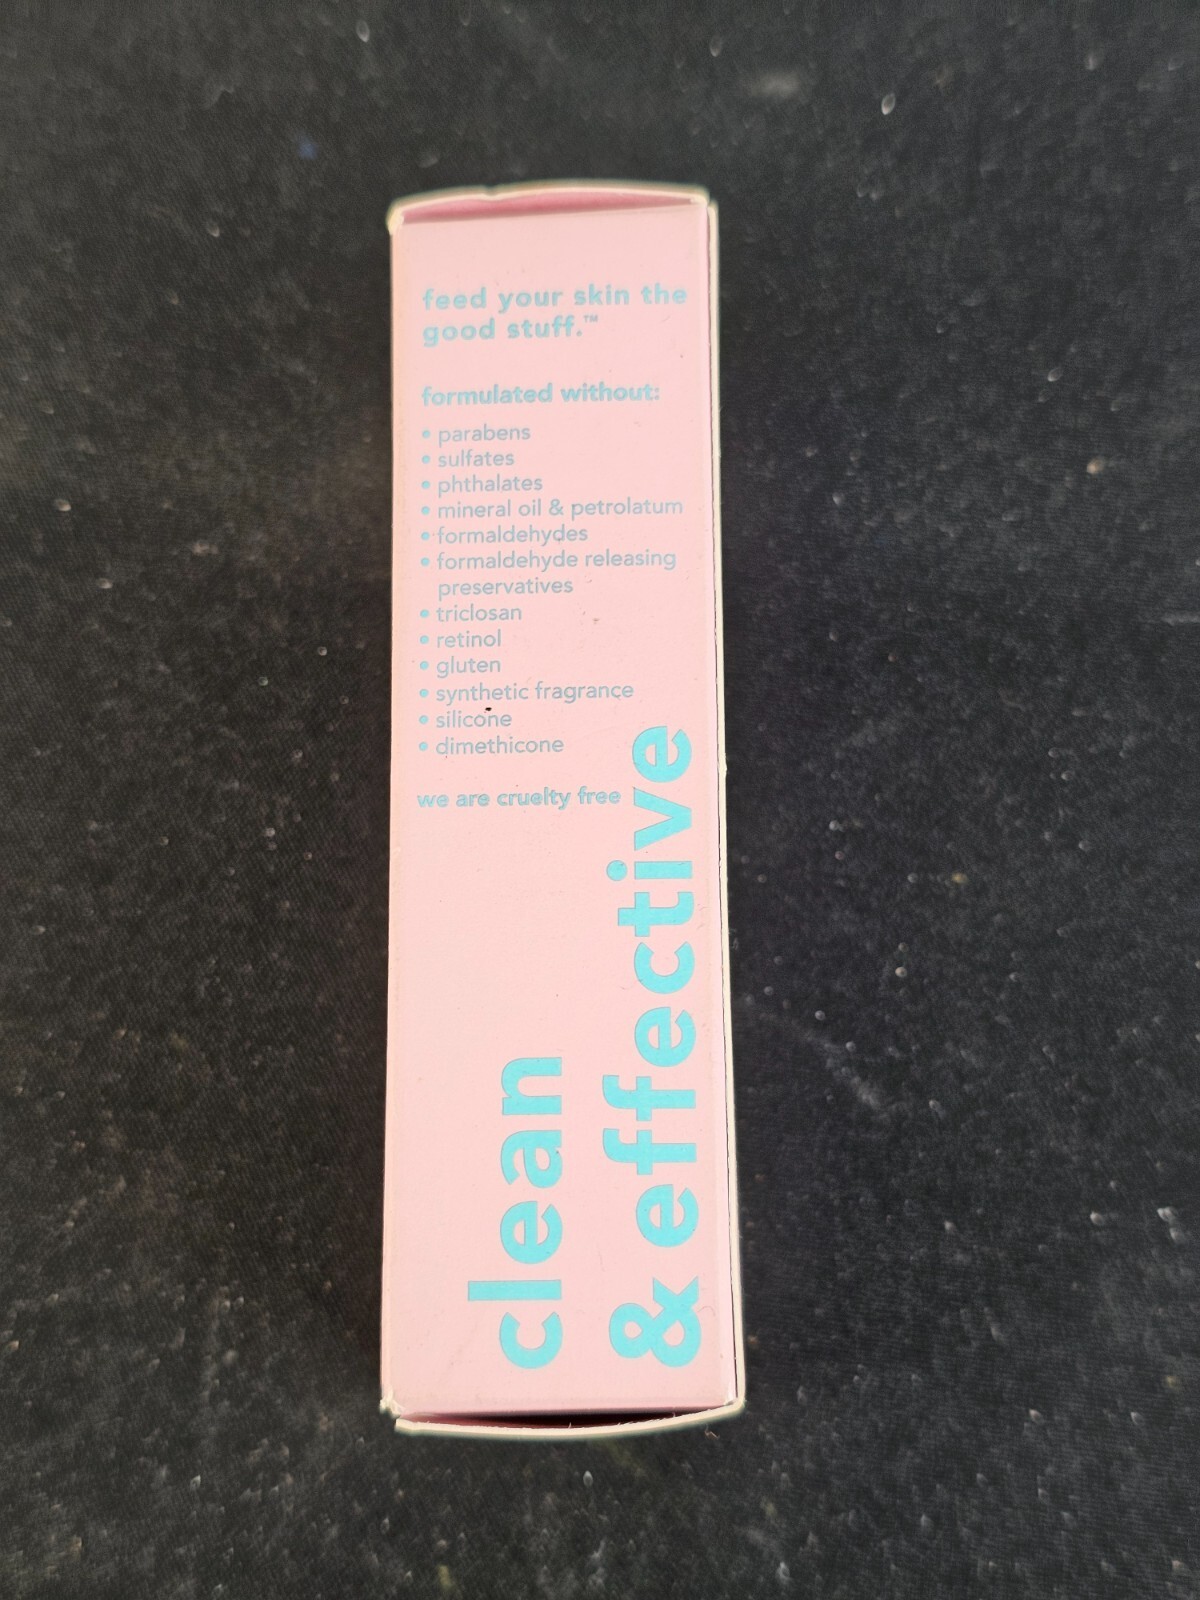 feed your skin the
good stuff.™
formulated without:
• parabens
• sulfates
• phthalates
• mineral oil & petrolatum
• formaldehydes
• formaldehyde releasing
preservatives
• triclosan
• retinol
• gluten
• synthetic fragrance
• silicone
• dimethicone
we are cruelty free
clean
& effective